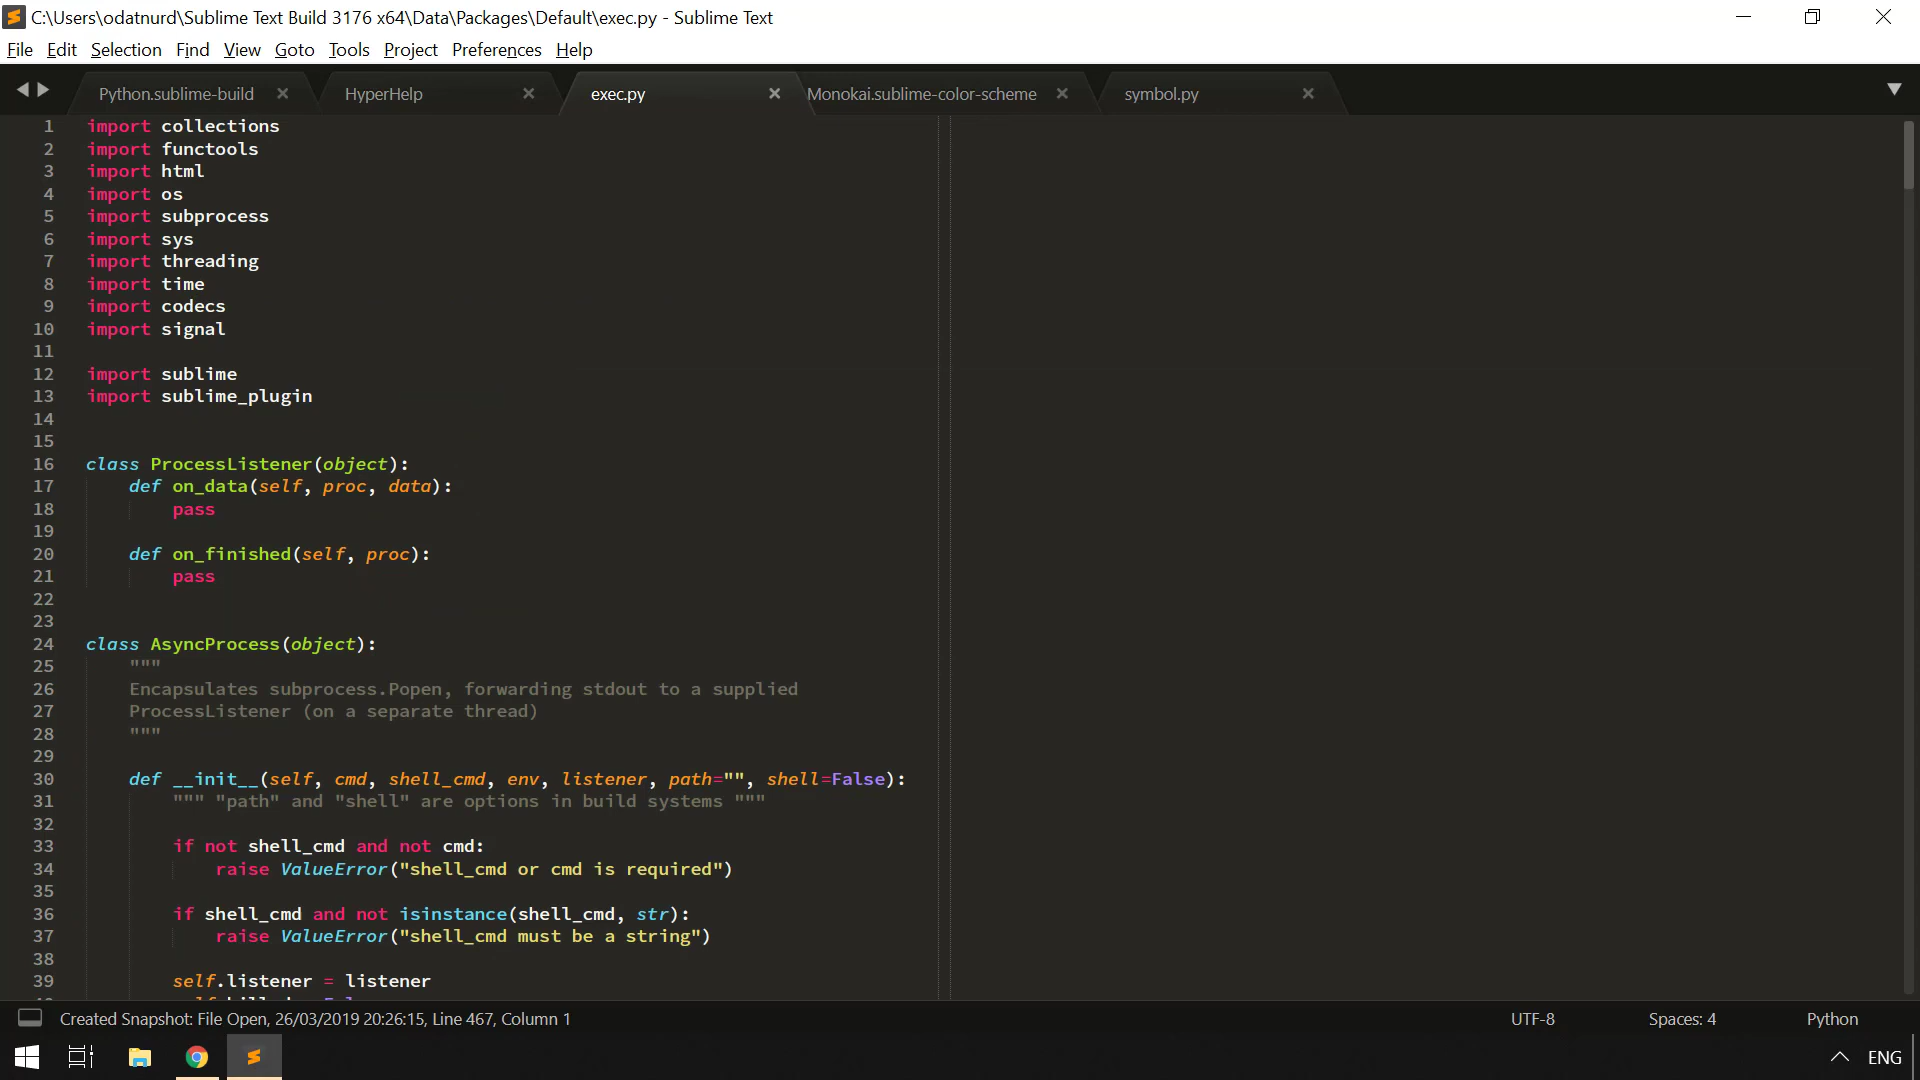 C:\Users\odatnurd\Sublime Text Build 3176 x64\Data\Packages\Default\exec.py - Sublime Text
File Edit Selection Find View Goto Tools Project Preferences Help
Python.sublime-build HyperHelp exec.py Monokai.sublime-color-scheme symbol.py
1 import collections
2 import functools
3 import html
4 import os
5 import subprocess
6 import sys
7 import threading
8 import time
9 import codecs
10 import signal
11
12 import sublime
13 import sublime_plugin
14
15
16 class ProcessListener(object):
17 def on_data(self, proc, data):
18 pass
19
20 def on_finished(self, proc):
21 pass
22
23
24 class AsyncProcess(object):
25 """
26 Encapsulates subprocess.Popen, forwarding stdout to a supplied
27 ProcessListener (on a separate thread)
28 """
29
30 def __init__(self, cmd, shell_cmd, env, listener, path="", shell=False):
31 """ "path" and "shell" are options in build systems """
32
33 if not shell_cmd and not cmd:
34 raise ValueError("shell_cmd or cmd is required")
35
36 if shell_cmd and not isinstance(shell_cmd, str):
37 raise ValueError("shell_cmd must be a string")
38
39 self.listener = listener
Created Snapshot: File Open, 26/03/2019 20:26:15, Line 467, Column 1 UTF-8 Spaces: 4 Python
ENG